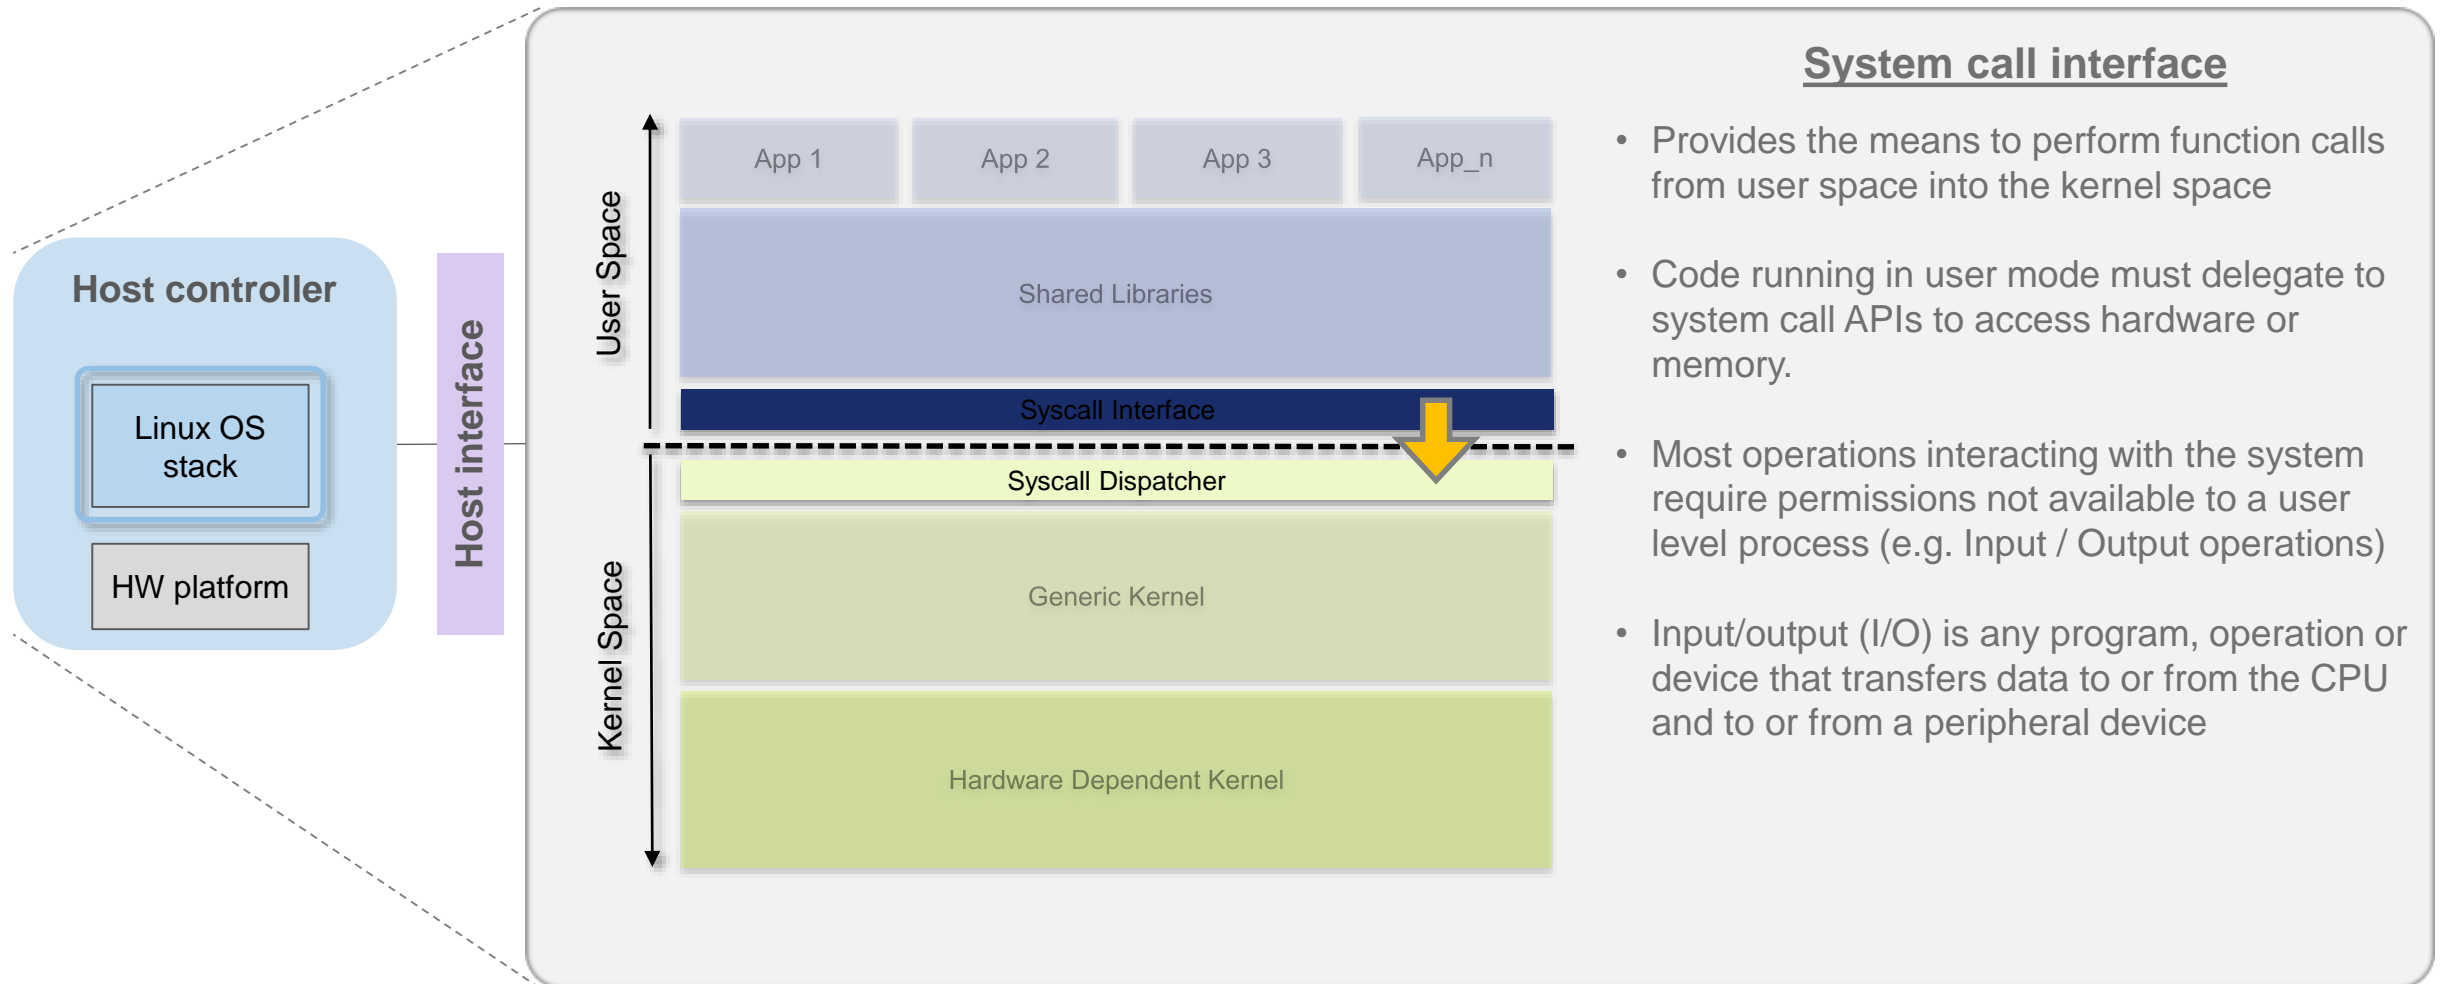 Host controller
Linux OS
stack
HW platform
Host interface
User Space
Kernel Space
App 1
App 2
App 3
App_n
Shared Libraries
Syscall Interface
Syscall Dispatcher
Generic Kernel
Hardware Dependent Kernel
System call interface
• Provides the means to perform function calls
from user space into the kernel space
• Code running in user mode must delegate to
system call APIs to access hardware or
memory.
• Most operations interacting with the system
require permissions not available to a user
level process (e.g. Input / Output operations)
• Input/output (I/O) is any program, operation or
device that transfers data to or from the CPU
and to or from a peripheral device